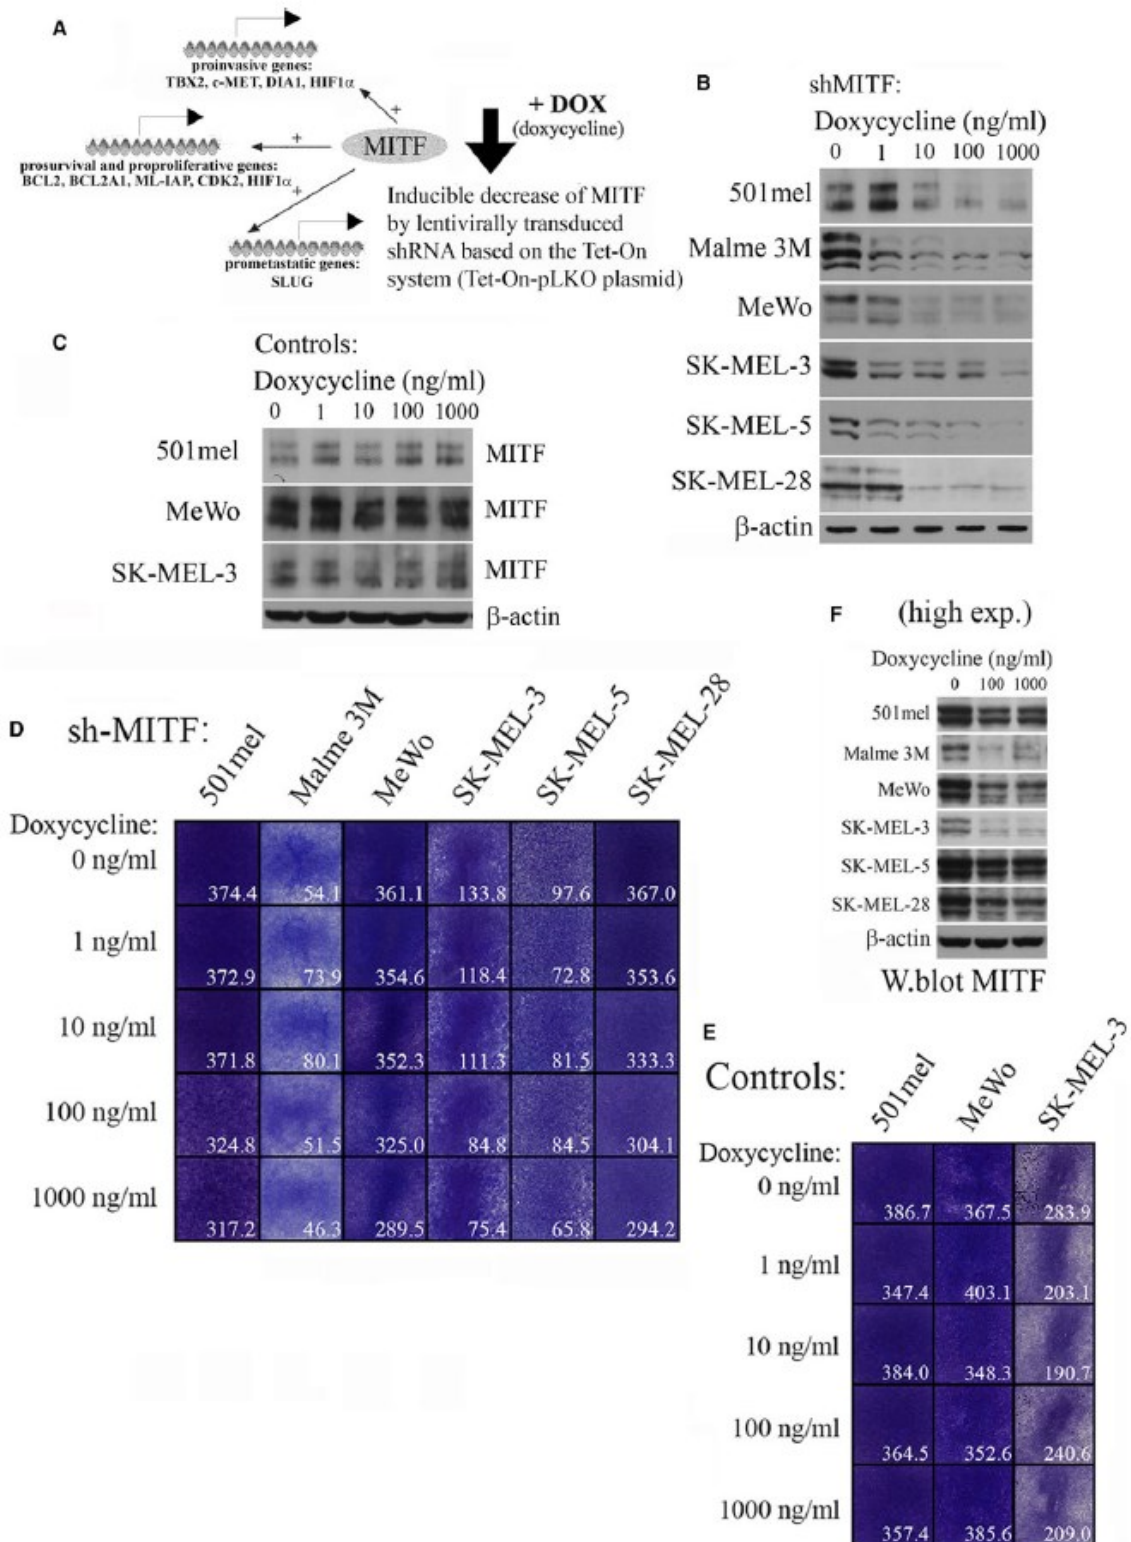 A
proinvasive genes:
TBX2, c-MET, DIA1, HIF1α
+
+
+
MITF
prosurvival and proproliferative genes:
BCL2, BCL2A1, ML-IAP, CDK2, HIF1α
prometastatic genes:
SLUG
+ DOX
(doxycycline)
Inducible decrease of MITF
by lentivirally transduced
shRNA based on the Tet-On
system (Tet-On-pLKO plasmid)
B
shMITF:
Doxycycline (ng/ml)
0 1 10 100 1000
501mel
Malme 3M
MeWo
SK-MEL-3
SK-MEL-5
SK-MEL-28
β-actin
C
Controls:
Doxycycline (ng/ml)
0 1 10 100 1000
501mel MITF
MeWo MITF
SK-MEL-3 MITF
β-actin
D
sh-MITF:
501mel Malme 3M MeWo SK-MEL-3 SK-MEL-5 SK-MEL-28
Doxycycline:
0 ng/ml 374.4 54.1 361.1 133.8 97.6 367.0
1 ng/ml 372.9 73.9 354.6 118.4 72.8 353.6
10 ng/ml 371.8 80.1 352.3 111.3 81.5 333.3
100 ng/ml 324.8 51.5 325.0 84.8 84.5 304.1
1000 ng/ml 317.2 46.3 289.5 75.4 65.8 294.2
F
(high exp.)
Doxycycline (ng/ml)
0 100 1000
501mel
Malme 3M
MeWo
SK-MEL-3
SK-MEL-5
SK-MEL-28
β-actin
W.blot MITF
E
Controls:
501mel MeWo SK-MEL-3
Doxycycline:
0 ng/ml 386.7 367.5 283.9
1 ng/ml 347.4 403.1 203.1
10 ng/ml 384.0 348.3 190.7
100 ng/ml 364.5 352.6 240.6
1000 ng/ml 357.4 385.6 209.0